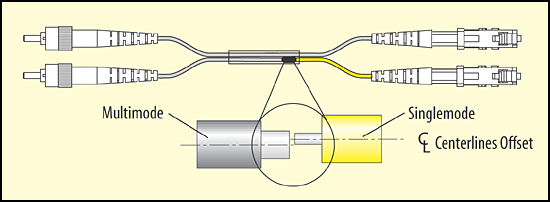 Multimode
Singlemode
℄ Centerlines Offset